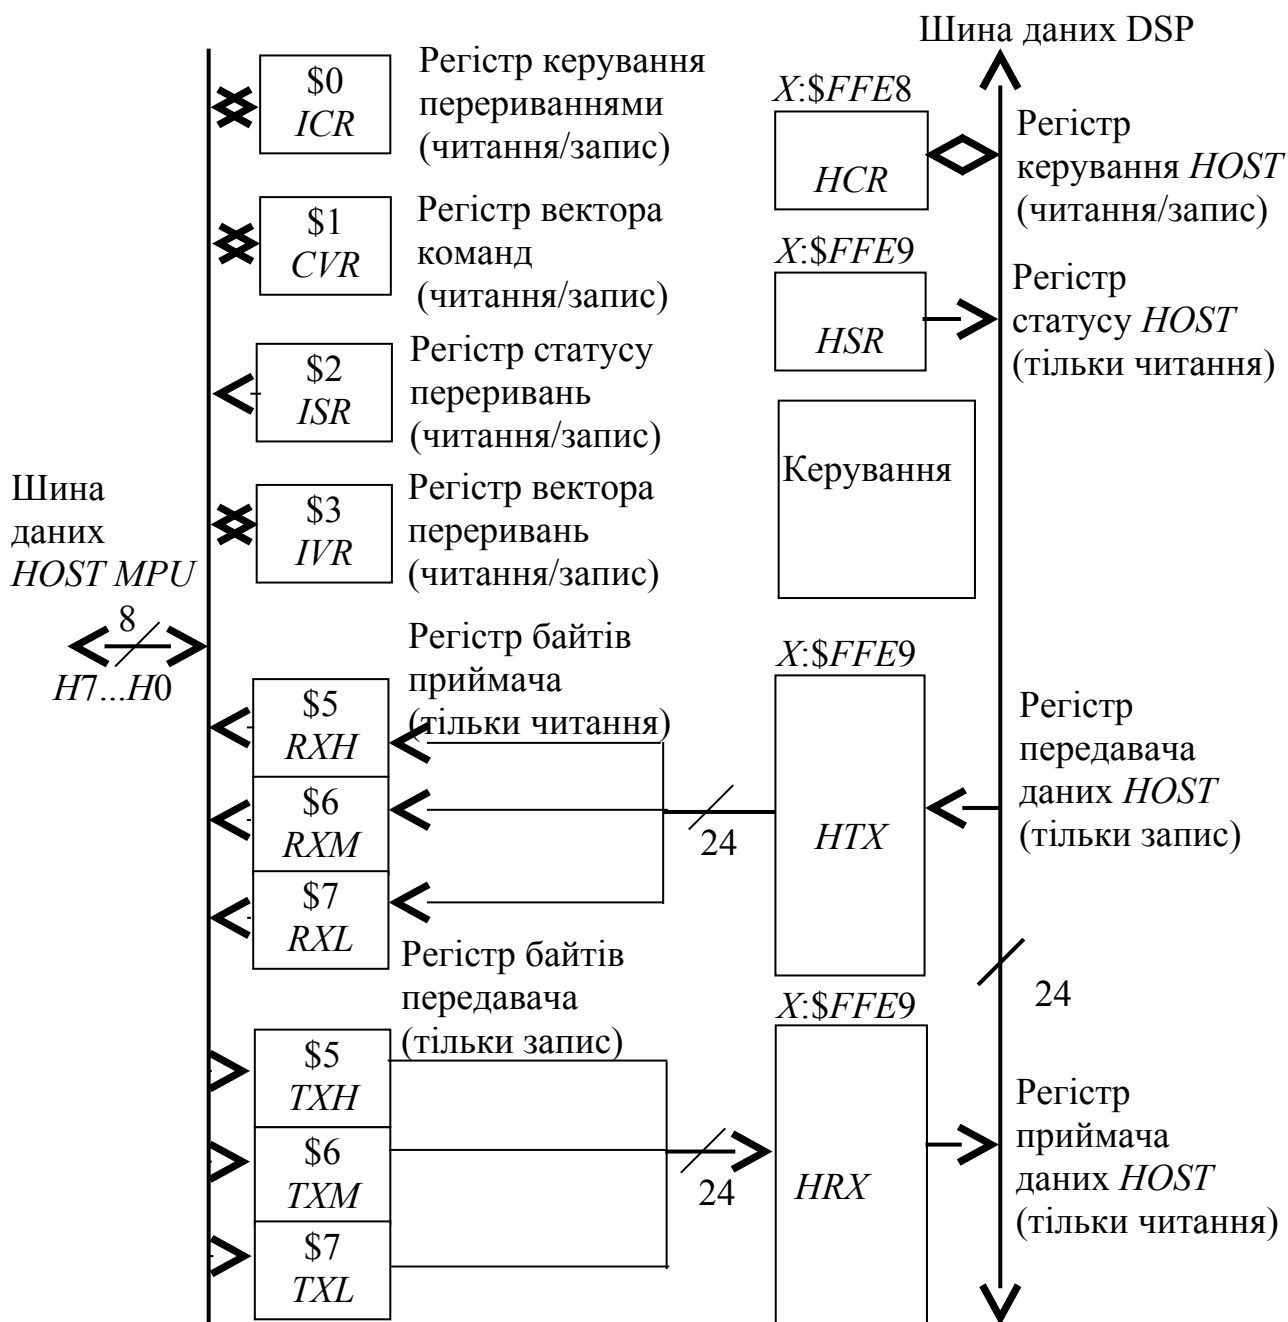 Шина даних DSP
$0
ICR
Регістр керування
перериваннями
(читання/запис)
X:$FFE8
HCR
Регістр
керування HOST
(читання/запис)
$1
CVR
Регістр вектора
команд
(читання/запис)
X:$FFE9
HSR
Регістр
статусу HOST
(тільки читання)
$2
ISR
Регістр статусу
переривань
(читання/запис)
Керування
Шина
даних
HOST MPU
8
H7...H0
$3
IVR
Регістр вектора
переривань
(читання/запис)
Регістр байтів
приймача
(тільки читання)
$5
RXH
$6
RXM
$7
RXL
24
X:$FFE9
HTX
Регістр
передавача
даних HOST
(тільки запис)
24
Регістр байтів
передавача
(тільки запис)
$5
TXH
$6
TXM
$7
TXL
24
X:$FFE9
HRX
Регістр
приймача
даних HOST
(тільки читання)